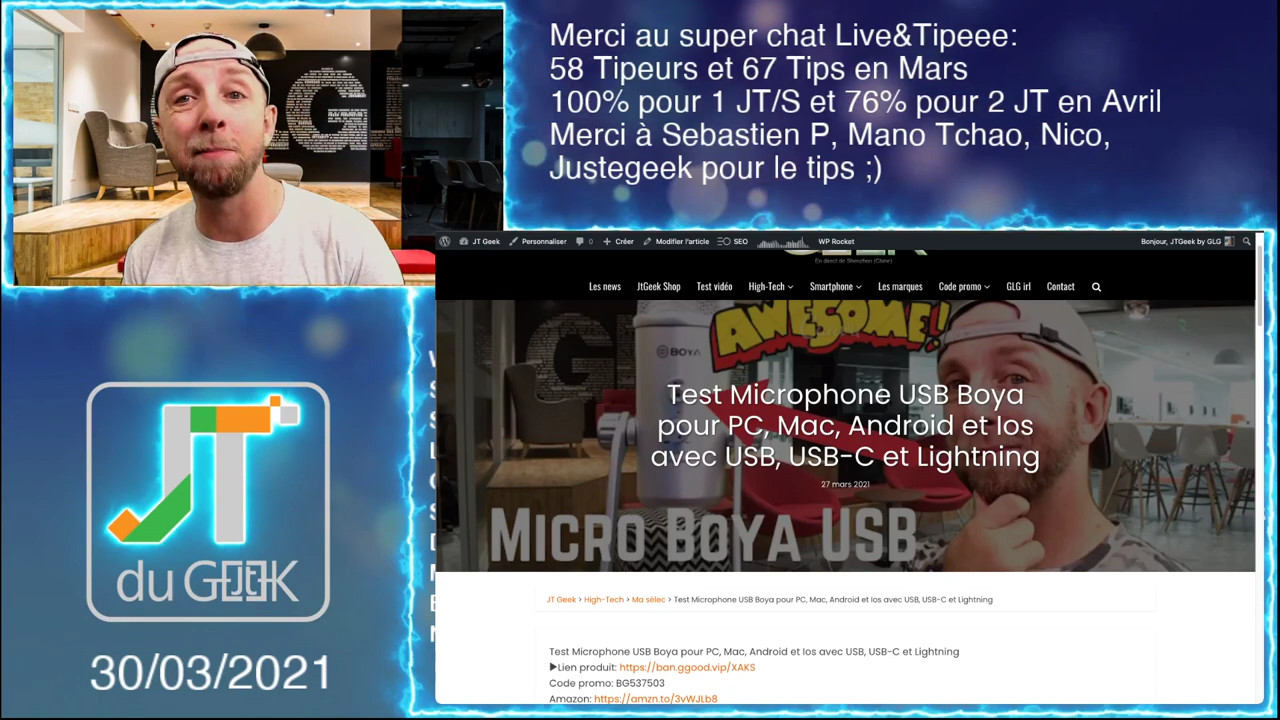 Merci au super chat Live&Tipeee:
58 Tipeurs et 67 Tips en Mars
100% pour 1 JT/S et 76% pour 2 JT en Avril
Merci à Sebastien P, Mano Tchao, Nico,
Justegeek pour le tips ;)
JT Geek Personnaliser 0 Créer Modifier l'article SEO WP Rocket Bonjour, JTGeek by GLG
En direct de Shenzhen (Chine)
Les news JtGeek Shop Test vidéo High-Tech Smartphone Les marques Code promo GLG irl Contact
AWESOME!
BOYA
Test Microphone USB Boya
pour PC, Mac, Android et Ios
avec USB, USB-C et Lightning
27 mars 2021
MICRO BOYA USB
JT Geek > High-Tech > Ma sélec > Test Microphone USB Boya pour PC, Mac, Android et Ios avec USB, USB-C et Lightning
Test Microphone USB Boya pour PC, Mac, Android et Ios avec USB, USB-C et Lightning
▶Lien produit: https://ban.ggood.vip/XAKS
Code promo: BG537503
Amazon: https://amzn.to/3vWJLb8
JT
du GEEK
30/03/2021